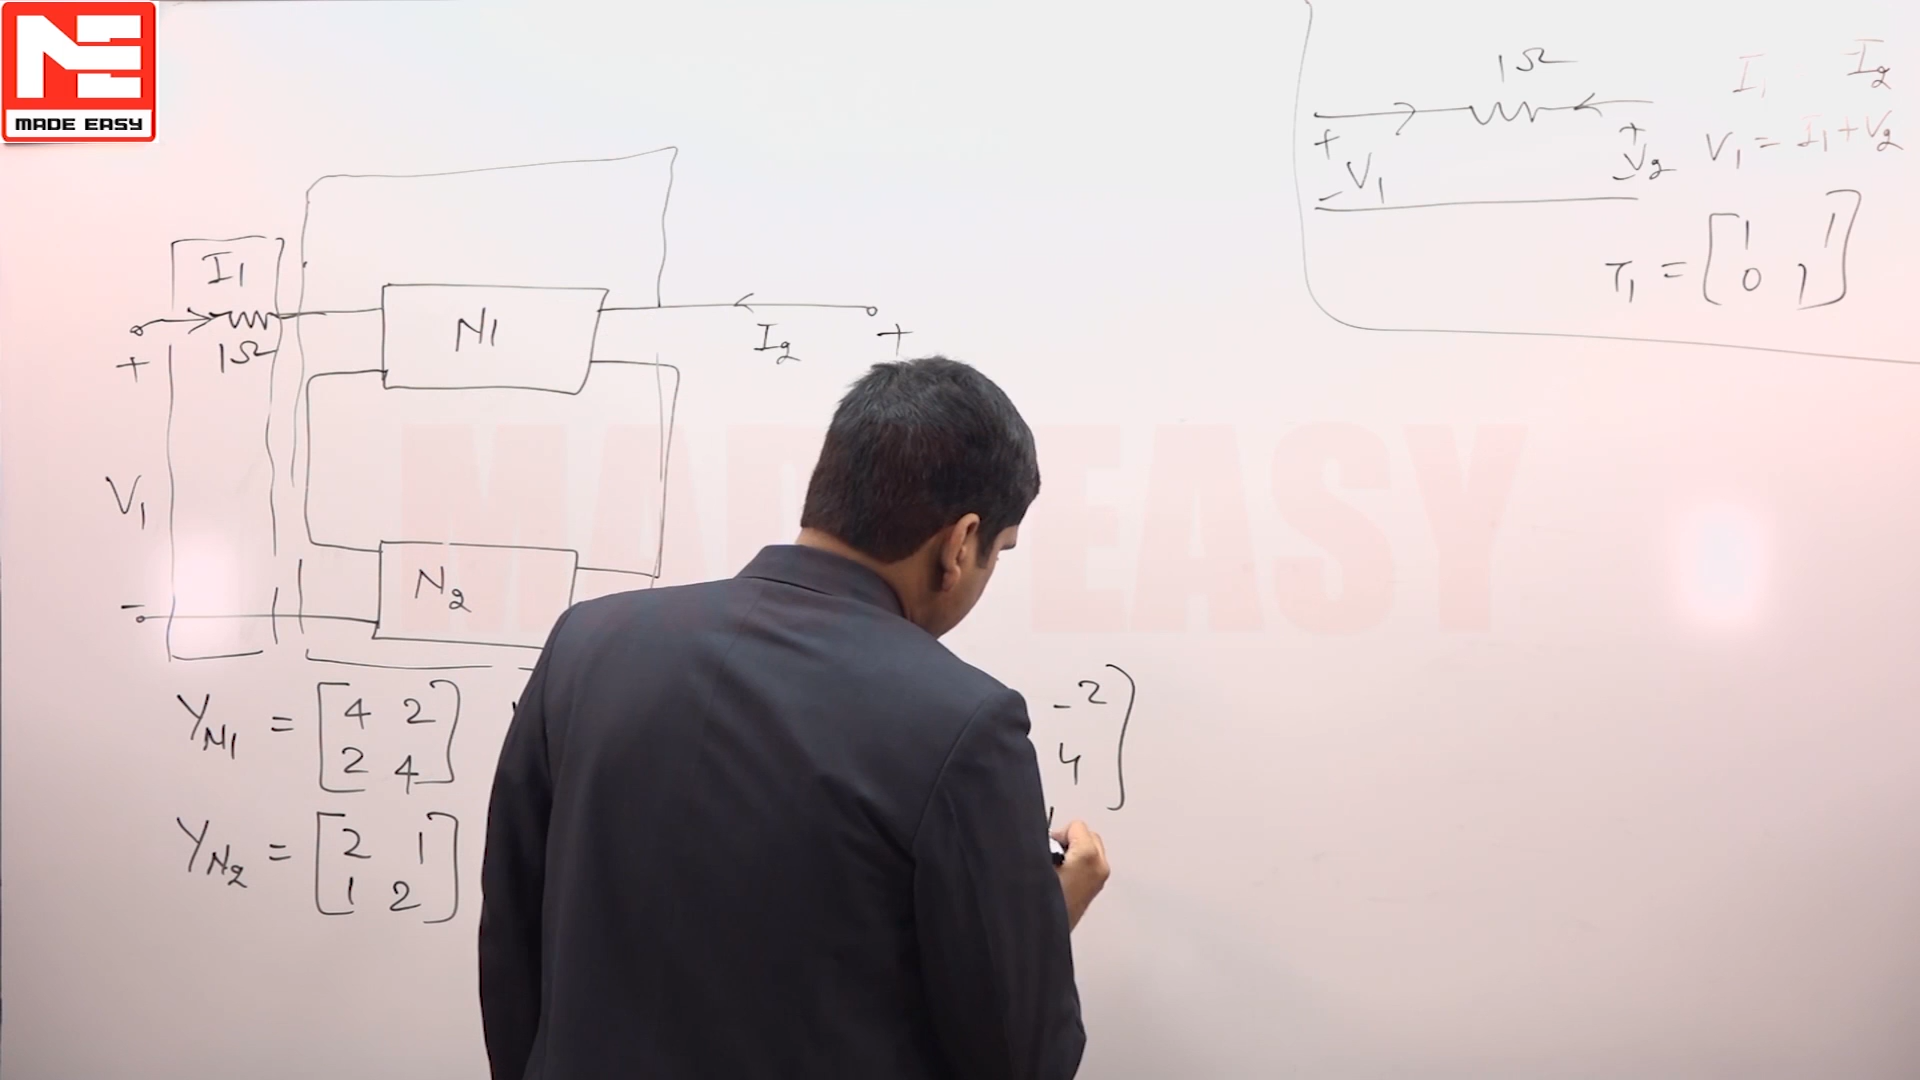 MADE EASY
1Ω
I1 -I2
V1 = I1 + V2
+ V1 -
+ V2 -
T1 = [1 1
0 1]
I1
1Ω
+
V1
-
N1
I2
+
N2
YN1 = [4 2
2 4]
-2
4]
YN2 = [2 1
1 2]